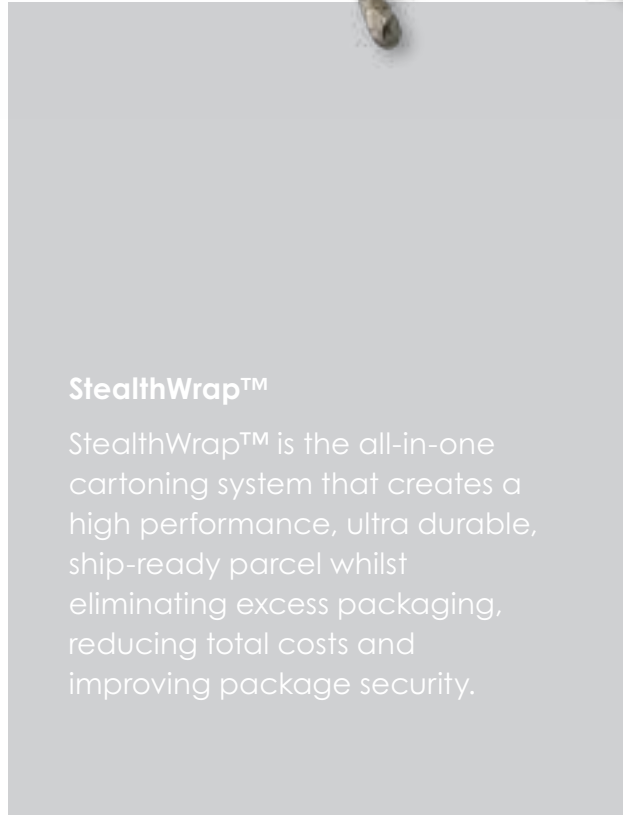 StealthWrap™
StealthWrap™ is the all-in-one
cartoning system that creates a
high performance, ultra durable,
ship-ready parcel whilst
eliminating excess packaging,
reducing total costs and
improving package security.